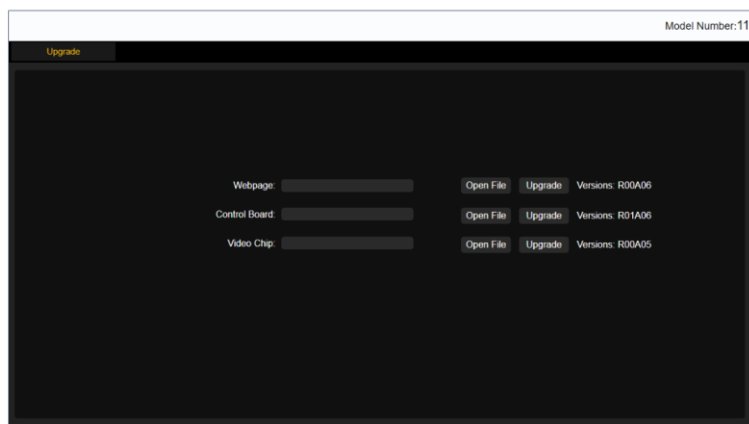 Model Number:11
Upgrade
Webpage: Open File Upgrade Versions: R00A06
Control Board: Open File Upgrade Versions: R01A06
Video Chip: Open File Upgrade Versions: R00A05